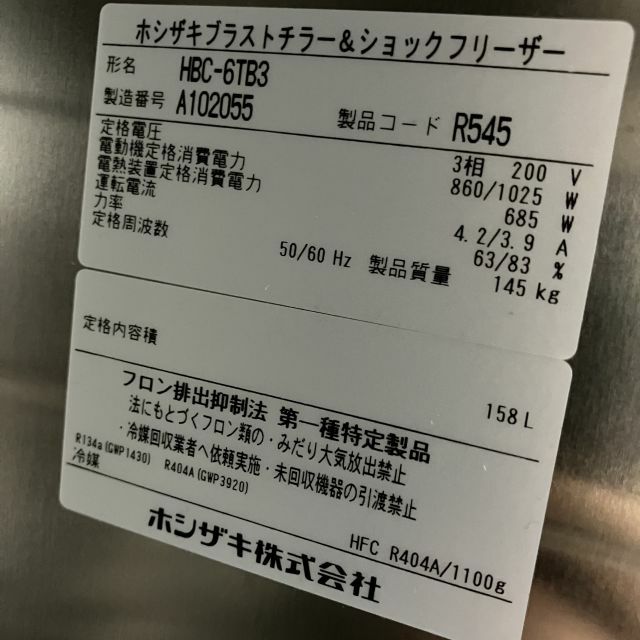 ホシザキブラストチラー&ショックフリーザー
形名 HBC-6TB3
製造番号 A102055 製品コード R545
定格電圧 3相 200 V
電動機定格消費電力 860/1025 W
電熱装置定格消費電力 685 W
運転電流 4.2/3.9 A
力率 63/83 %
定格周波数 50/60 Hz 製品質量 145 kg
定格内容積 158 L
フロン排出抑制法 第一種特定製品
法にもとづくフロン類の・みだり大気放出禁止
・冷媒回収業者へ依頼実施・未回収機器の引渡禁止
R134a(GWP1430) R404A(GWP3920)
冷媒 HFC R404A/1100g
ホシザキ株式会社